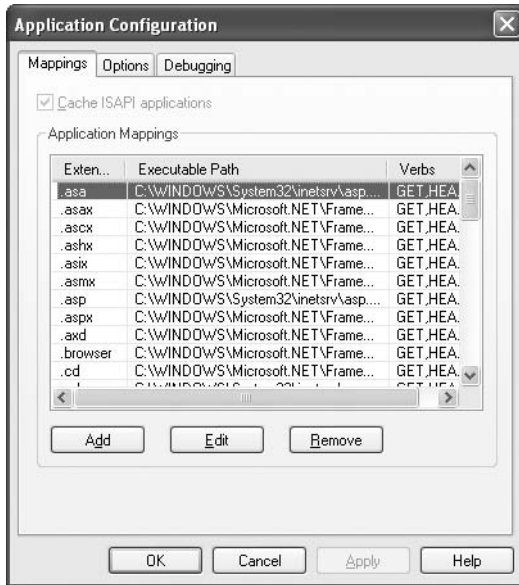 Application Configuration
Mappings Options Debugging
Cache ISAPI applications
Application Mappings
Exten... Executable Path Verbs
.asa C:\WINDOWS\System32\inetsrv\asp.... GET,HEA.
.asax C:\WINDOWS\Microsoft.NET\Frame... GET,HEA.
.ascx C:\WINDOWS\Microsoft.NET\Frame... GET,HEA.
.ashx C:\WINDOWS\Microsoft.NET\Frame... GET,HEA.
.asix C:\WINDOWS\Microsoft.NET\Frame... GET,HEA.
.asmx C:\WINDOWS\Microsoft.NET\Frame... GET,HEA.
.asp C:\WINDOWS\System32\inetsrv\asp.... GET,HEA.
.aspx C:\WINDOWS\Microsoft.NET\Frame... GET,HEA.
.axd C:\WINDOWS\Microsoft.NET\Frame... GET,HEA.
.browser C:\WINDOWS\Microsoft.NET\Frame... GET,HEA.
.cd C:\WINDOWS\Microsoft.NET\Frame... GET,HEA.
Add Edit Remove
OK Cancel Apply Help